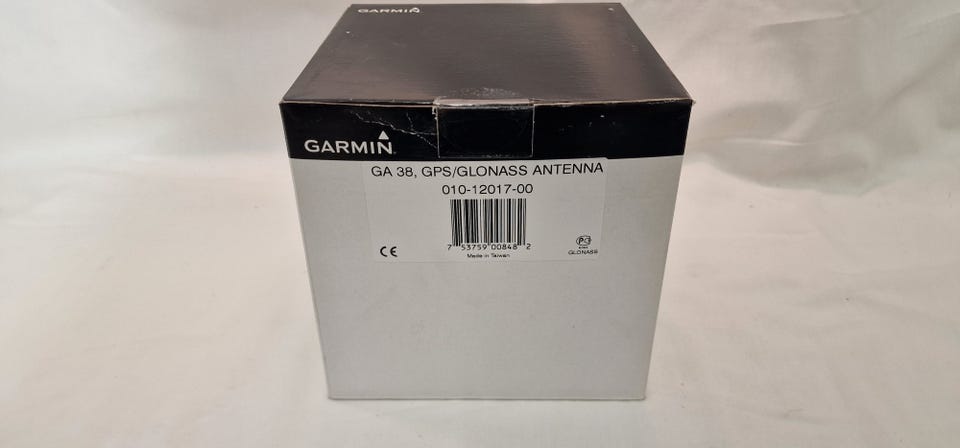 GARMIN
GARMIN
GA 38, GPS/GLONASS ANTENNA
010-12017-00
7 53759 00848 2
CE
Made in Taiwan
GLONASS